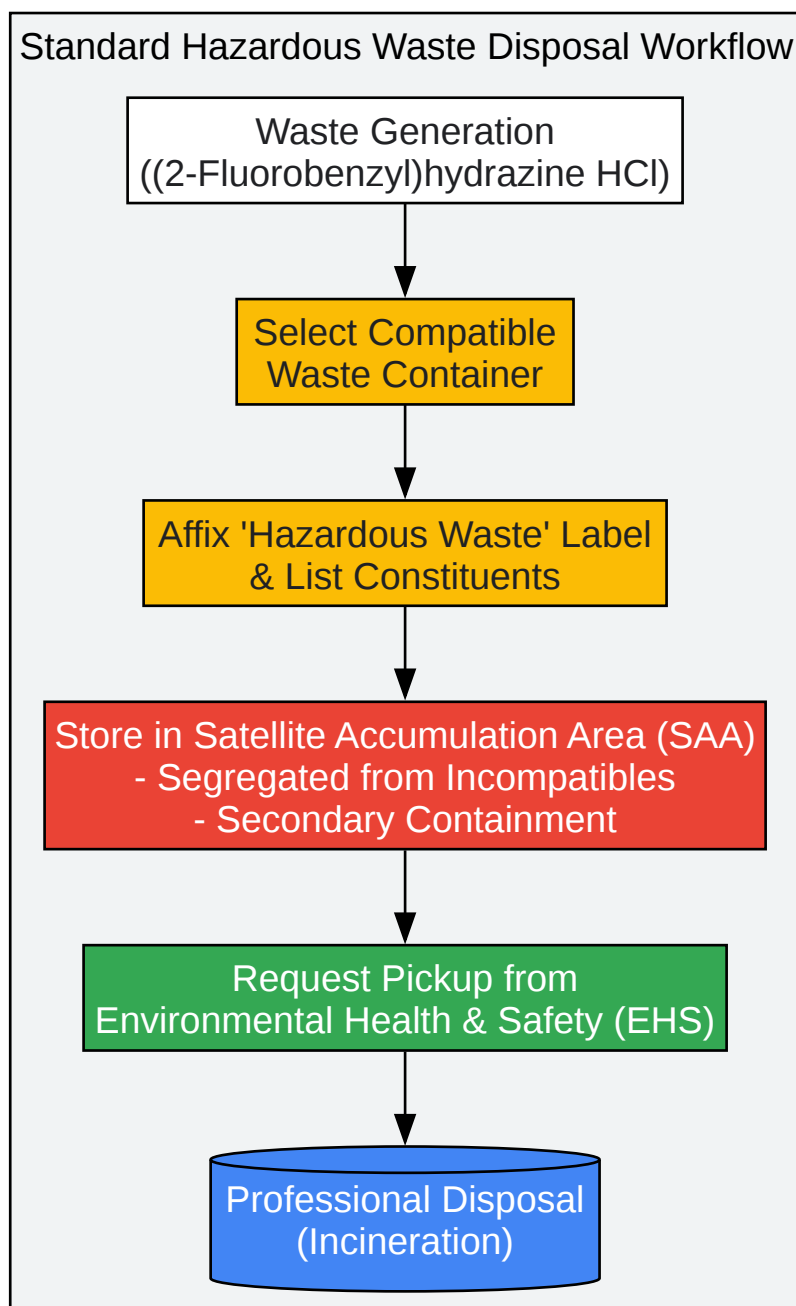 Standard Hazardous Waste Disposal Workflow
Waste Generation
((2-Fluorobenzyl)hydrazine HCl)
Select Compatible
Waste Container
Affix 'Hazardous Waste' Label
& List Constituents
Store in Satellite Accumulation Area (SAA)
- Segregated from Incompatibles
- Secondary Containment
Request Pickup from
Environmental Health & Safety (EHS)
Professional Disposal
(Incineration)